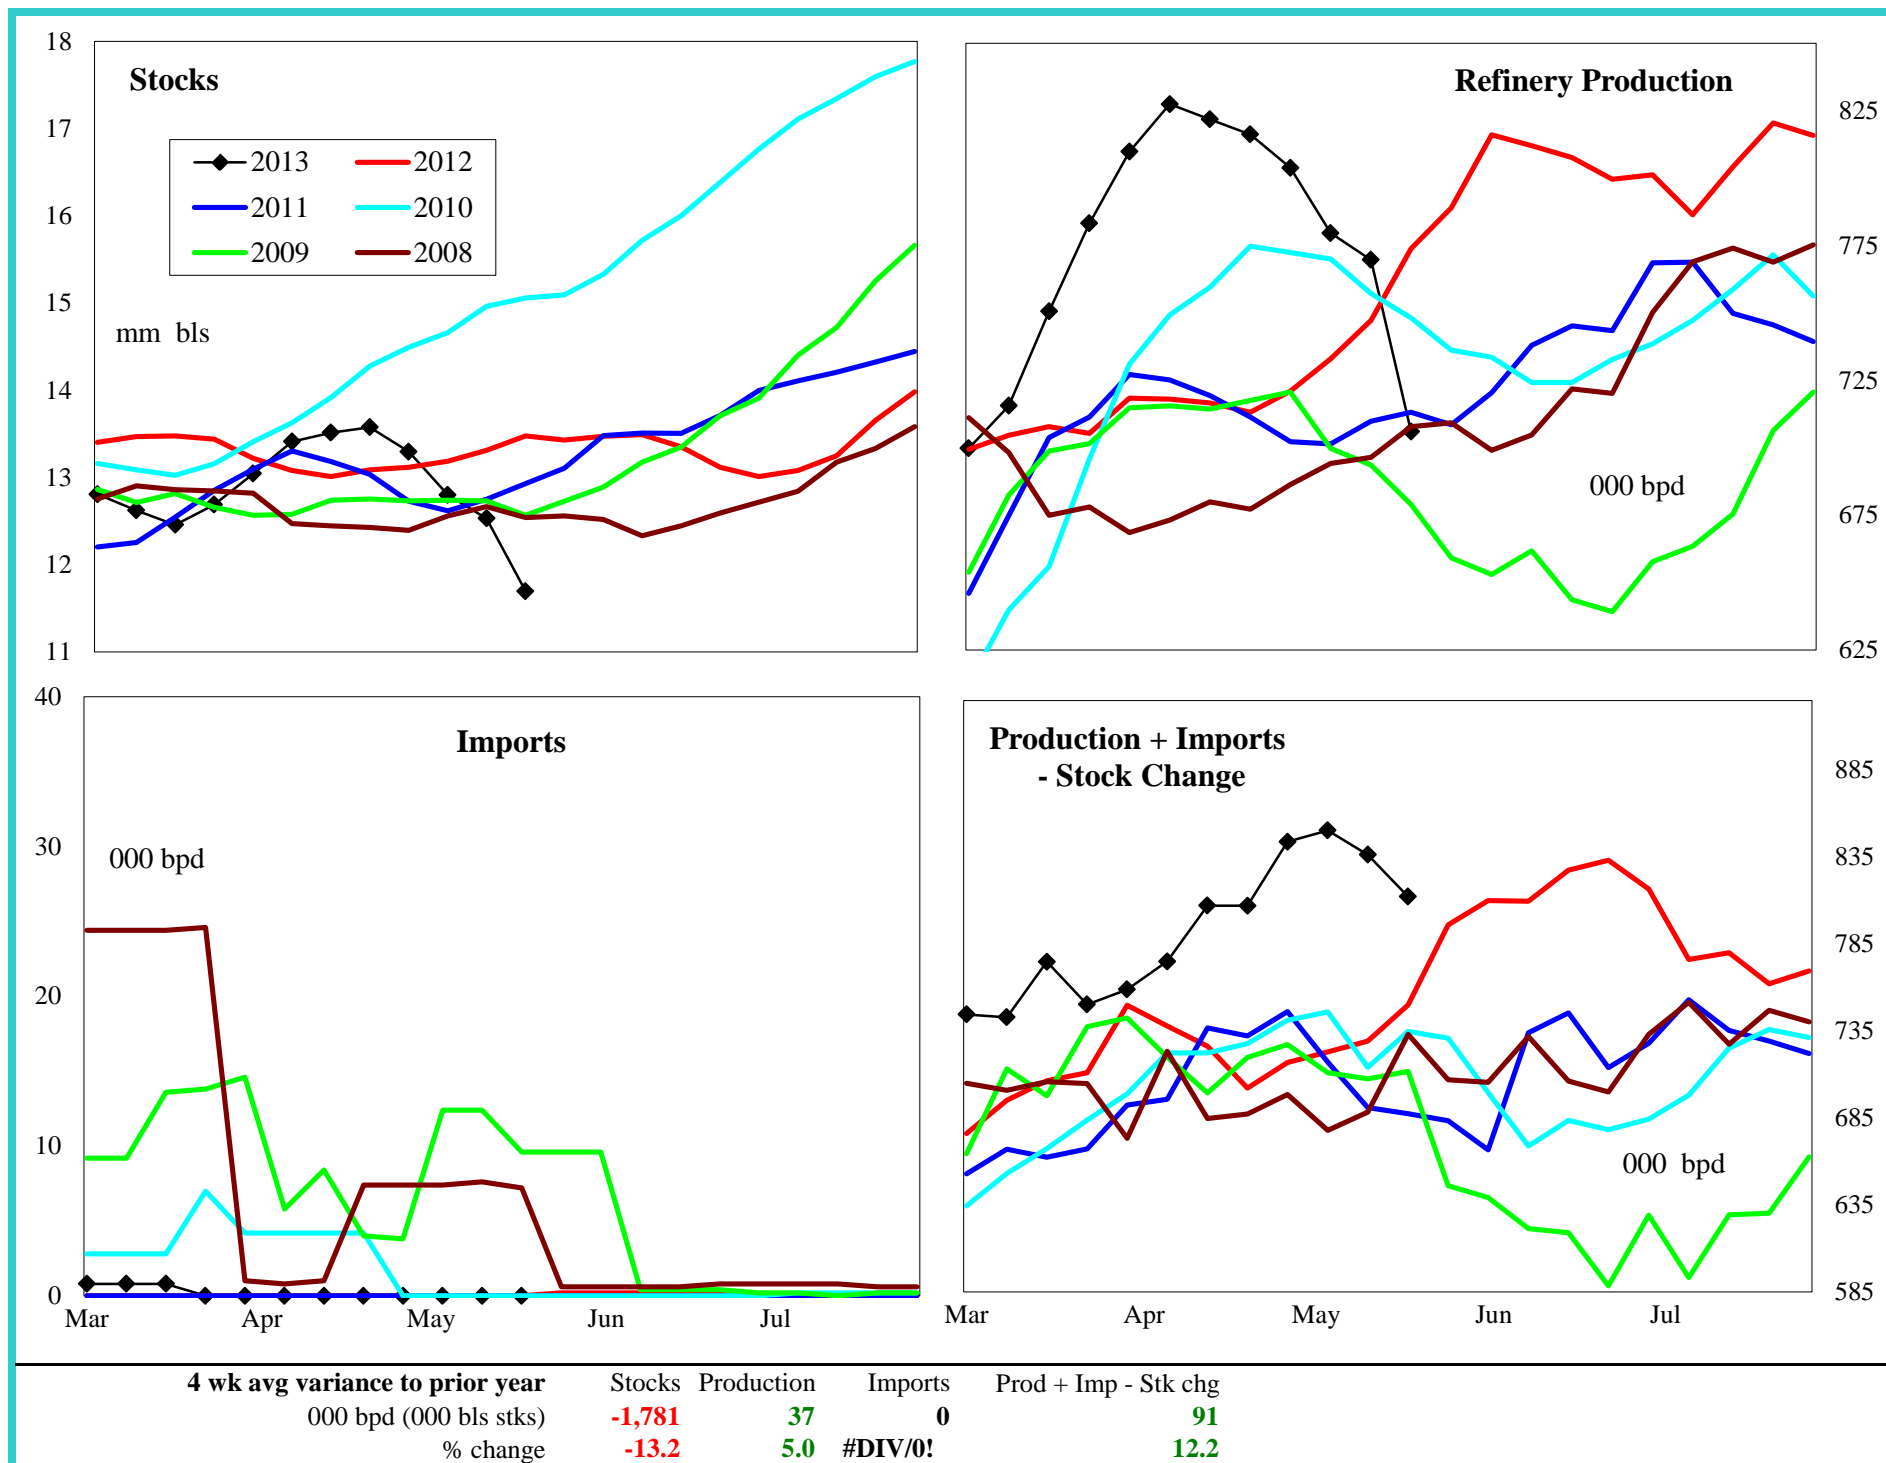 Stocks
18
17
16
15
14
13
12
11
2013 2012
2011 2010
2009 2008
mm bls
Refinery Production
825
775
725
675
625
000 bpd
Imports
40
30
20
10
0
000 bpd
Mar Apr May Jun Jul
Production + Imports
- Stock Change
885
835
785
735
685
635
585
000 bpd
Mar Apr May Jun Jul
4 wk avg variance to prior year Stocks Production Imports Prod + Imp - Stk chg
000 bpd (000 bls stks) -1,781 37 0 91
% change -13.2 5.0 #DIV/0! 12.2